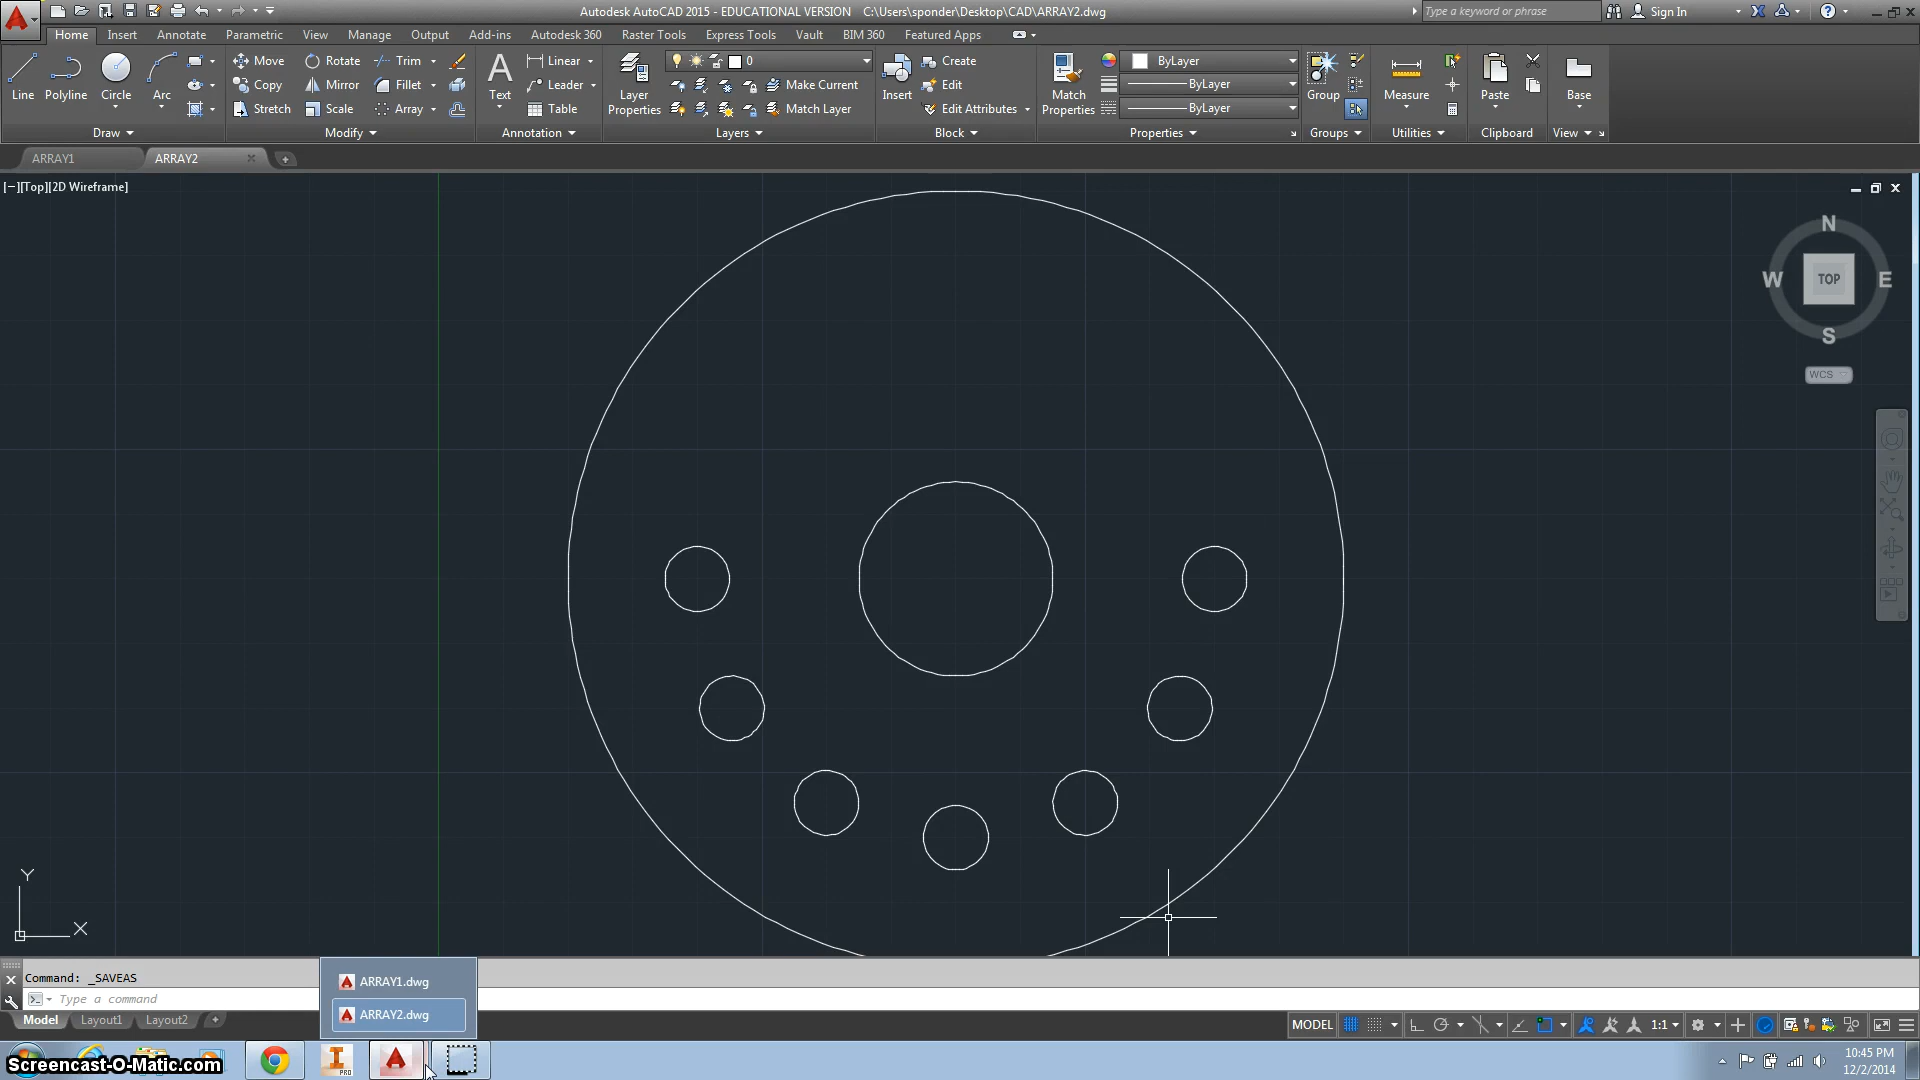 Autodesk AutoCAD 2015 - EDUCATIONAL VERSION C:\Users\sponder\Desktop\CAD\ARRAY2.dwg
Type a keyword or phrase
Sign In
Home Insert Annotate Parametric View Manage Output Add-ins Autodesk 360 Raster Tools Express Tools Vault BIM 360 Featured Apps
Line Polyline Circle Arc
Move Rotate Trim
Copy Mirror Fillet
Stretch Scale Array
Text
Linear
Leader
Table
Layer Properties
0
Make Current
Match Layer
Insert
Create
Edit
Edit Attributes
Match Properties
ByLayer
ByLayer
ByLayer
Group
Measure
Paste
Base
Draw Modify Annotation Layers Block Properties Groups Utilities Clipboard View
ARRAY1 ARRAY2
[−][Top][2D Wireframe]
N
W TOP E
S
WCS
Y
X
Command: _SAVEAS
Type a command
ARRAY1.dwg
ARRAY2.dwg
Model Layout1 Layout2
MODEL 1:1
PRO
Screencast-O-Matic.com
10:45 PM
12/2/2014